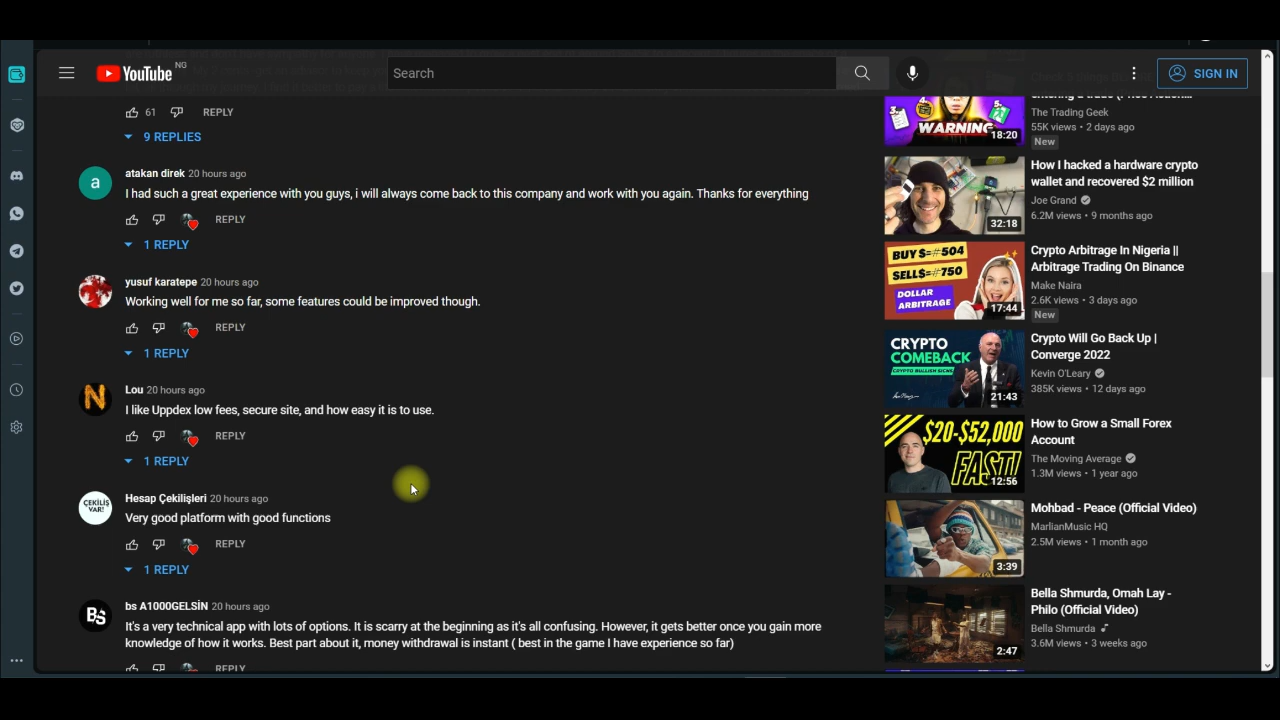 YouTube NG
Search
SIGN IN
61 REPLY
9 REPLIES
atakan direk 20 hours ago
I had such a great experience with you guys, i will always come back to this company and work with you again. Thanks for everything
REPLY
1 REPLY
yusuf karatepe 20 hours ago
Working well for me so far, some features could be improved though.
REPLY
1 REPLY
Lou 20 hours ago
I like Uppdex low fees, secure site, and how easy it is to use.
REPLY
1 REPLY
Hesap Çekilişleri 20 hours ago
Very good platform with good functions
REPLY
1 REPLY
bs A1000GELSİN 20 hours ago
It's a very technical app with lots of options. It is scarry at the beginning as it's all confusing. However, it gets better once you gain more
knowledge of how it works. Best part about it, money withdrawal is instant ( best in the game I have experience so far)
REPLY
a
N
ÇEKİLİŞ
VAR!
BS
WARNING
18:20
The Trading Geek
55K views • 2 days ago
New
32:18
How I hacked a hardware crypto
wallet and recovered $2 million
Joe Grand
6.2M views • 9 months ago
BUY $=#504
SELL$=#750
DOLLAR
ARBITRAGE
17:44
Crypto Arbitrage In Nigeria ||
Arbitrage Trading On Binance
Make Naira
2.6K views • 3 days ago
New
CRYPTO
COMEBACK
CRYPTO BULLISH SIGNS
21:43
Crypto Will Go Back Up |
Converge 2022
Kevin O'Leary
385K views • 12 days ago
$20-$52,000
FAST!
12:56
How to Grow a Small Forex
Account
The Moving Average
1.3M views • 1 year ago
3:39
Mohbad - Peace (Official Video)
MarlianMusic HQ
2.5M views • 1 month ago
2:47
Bella Shmurda, Omah Lay -
Philo (Official Video)
Bella Shmurda
3.6M views • 3 weeks ago